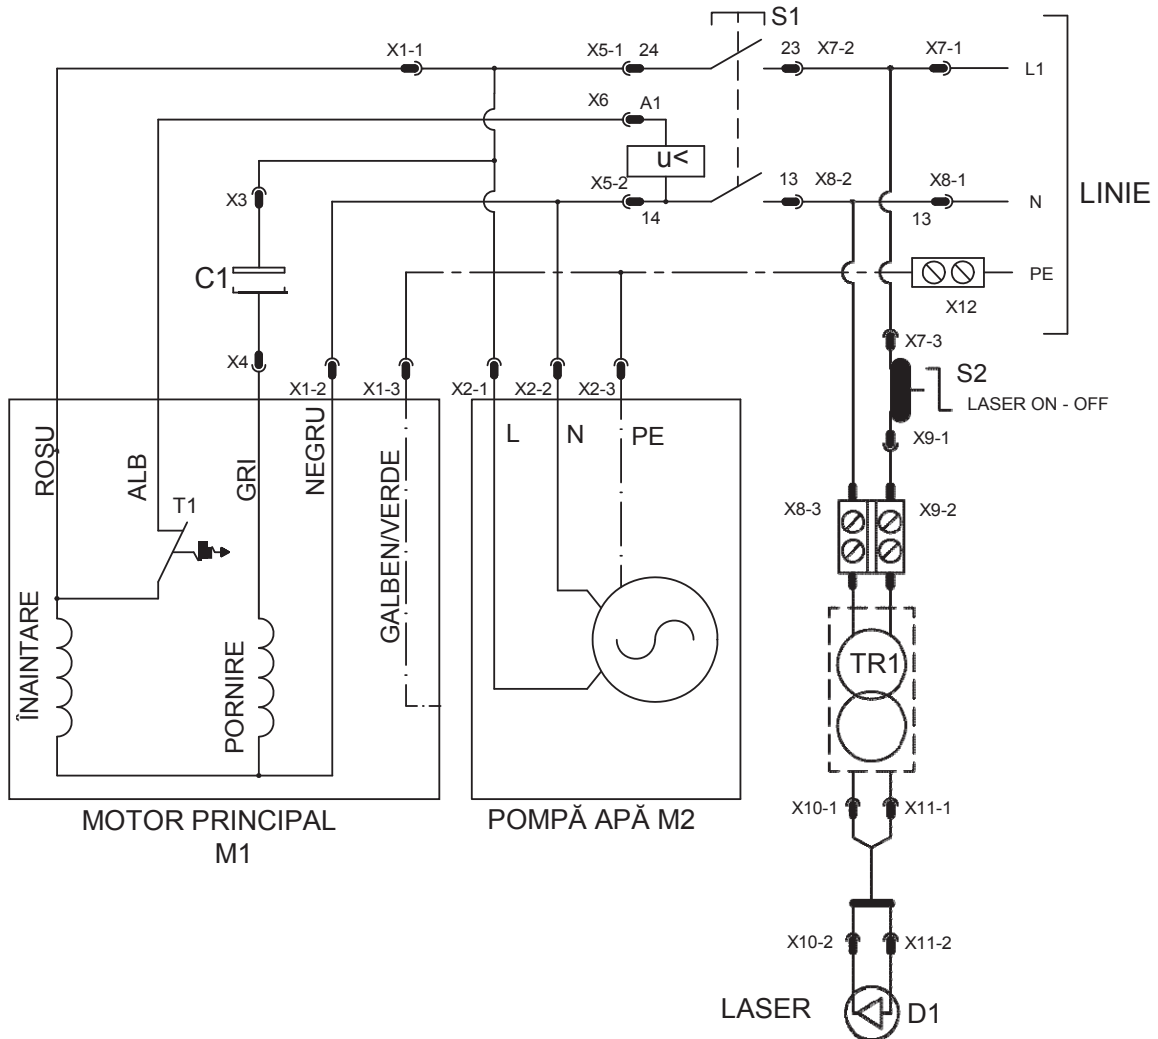 S1
X1-1
X5-1 24
23 X7-2
X7-1
L1
X6
A1
u<
X3
X5-2
14
13 X8-2
X8-1
13
N
LINIE
C1
PE
X12
X4
X7-3
S2
LASER ON - OFF
X1-2
X1-3
X2-1
X2-2
X2-3
X9-1
ROȘU
ALB
GRI
NEGRU
GALBEN/VERDE
L
N
PE
T1
X8-3
X9-2
ÎNAINTARE
PORNIRE
TR1
MOTOR PRINCIPAL
M1
POMPĂ APĂ M2
X10-1
X11-1
X10-2
X11-2
LASER
D1